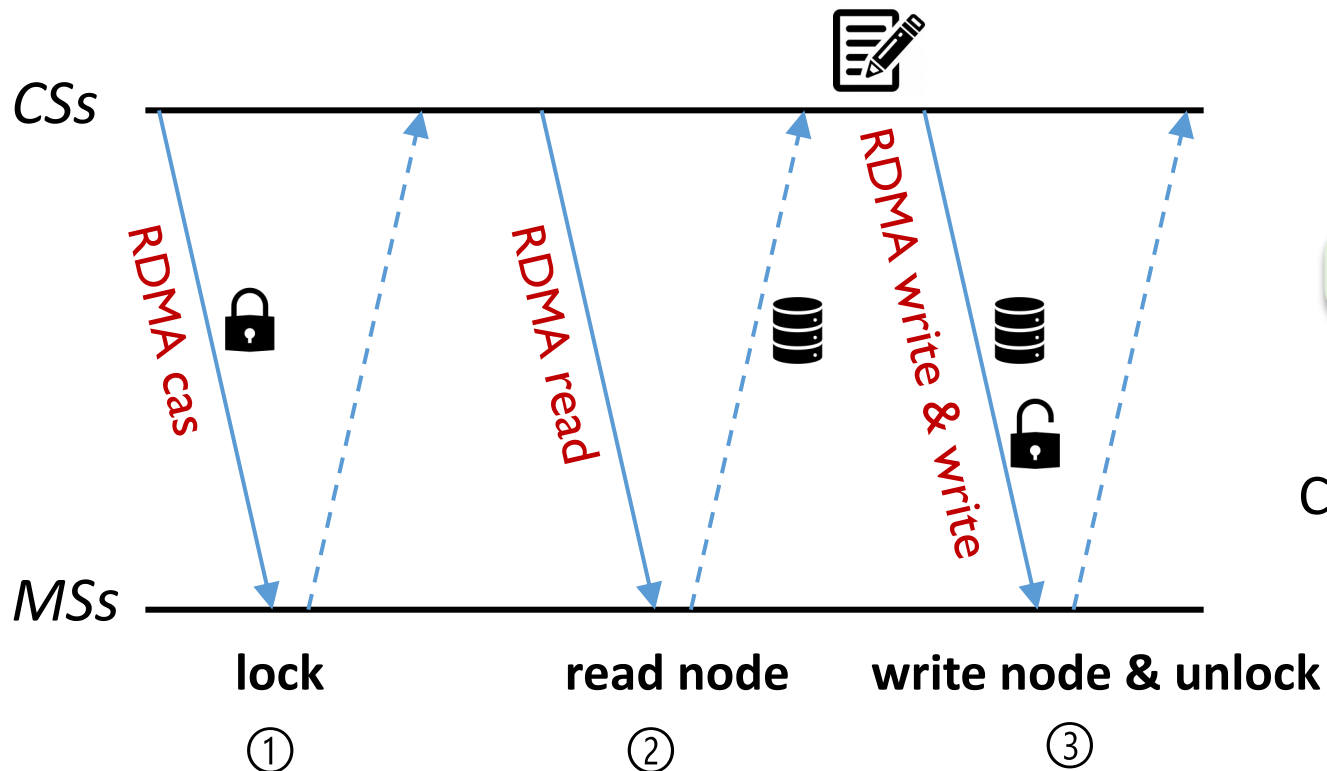 CSs
RDMA cas
RDMA read
RDMA write & write
C
MSs
lock
read node
write node & unlock
①
②
③